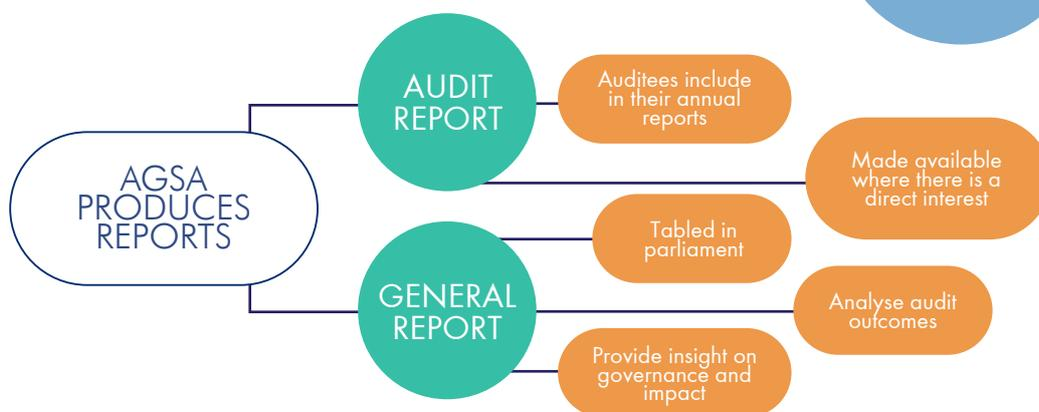 AGSA
PRODUCES
REPORTS
AUDIT
REPORT
Auditees include
in their annual
reports
Made available
where there is a
direct interest
GENERAL
REPORT
Tabled in
parliament
Analyse audit
outcomes
Provide insight on
governance and
impact